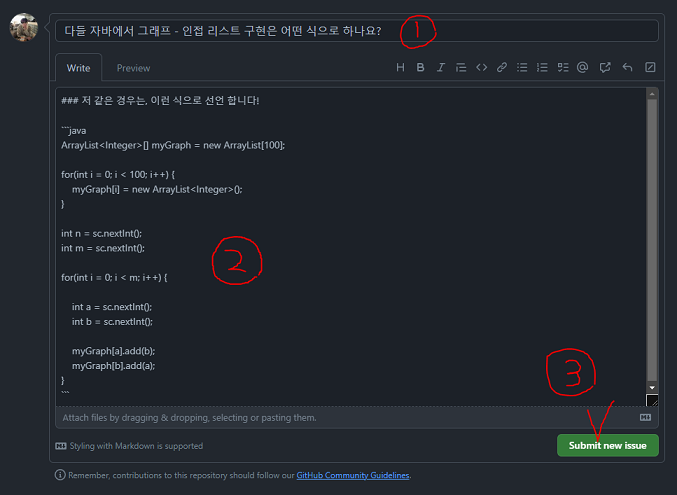 다들 자바에서 그래프 - 인접 리스트 구현은 어떤 식으로 하나요?
1
Write
Preview
### 저 같은 경우는, 이런 식으로 선언 합니다!
```java
ArrayList<Integer>[] myGraph = new ArrayList[100];
for(int i = 0; i < 100; i++) {
myGraph[i] = new ArrayList<Integer>();
}
int n = sc.nextInt();
int m = sc.nextInt();
2
for(int i = 0; i < m; i++) {
int a = sc.nextInt();
int b = sc.nextInt();
myGraph[a].add(b);
myGraph[b].add(a);
}
```
3
Attach files by dragging & dropping, selecting or pasting them.
Styling with Markdown is supported
Submit new issue
Remember, contributions to this repository should follow our GitHub Community Guidelines.